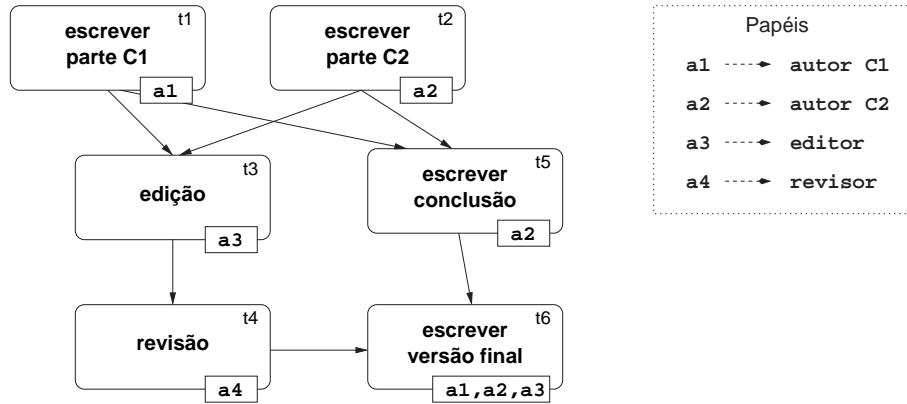 t1
escrever
parte C1
a1
t2
escrever
parte C2
a2
t3
edição
a3
t5
escrever
conclusão
a2
t4
revisão
a4
t6
escrever
versão final
a1,a2,a3
Papéis
a1 autor C1
a2 autor C2
a3 editor
a4 revisor